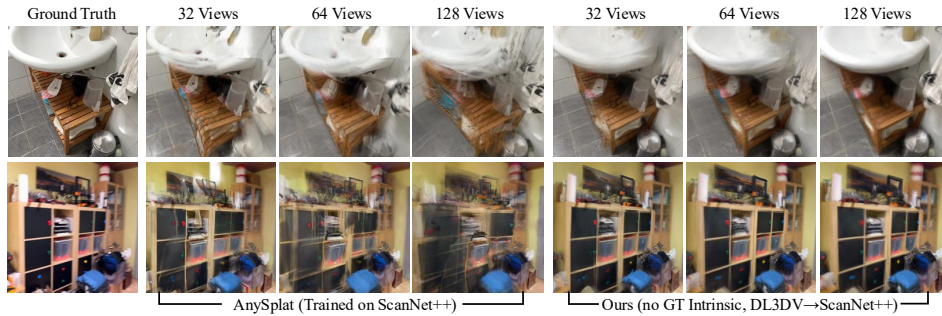 Ground Truth 32 Views 64 Views 128 Views 32 Views 64 Views 128 Views
AnySplat (Trained on ScanNet++) Ours (no GT Intrinsic, DL3DV→ScanNet++)